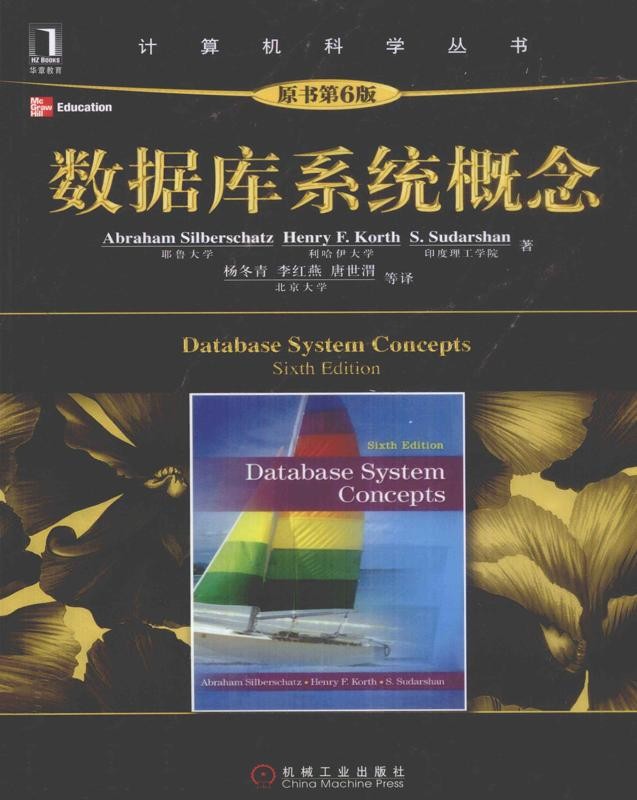 HZ BOOKS
华章教育
计算机科学丛书
Mc
Graw
Hill
Education
原书第6版
数据库系统概念
Abraham Silberschatz Henry F. Korth S. Sudarshan 著
耶鲁大学 利哈伊大学 印度理工学院
杨冬青 李红燕 唐世渭 等译
北京大学
Database System Concepts
Sixth Edition
Sixth Edition
Database System
Concepts
Abraham Silberschatz • Henry F. Korth • S. Sudarshan
机械工业出版社
China Machine Press